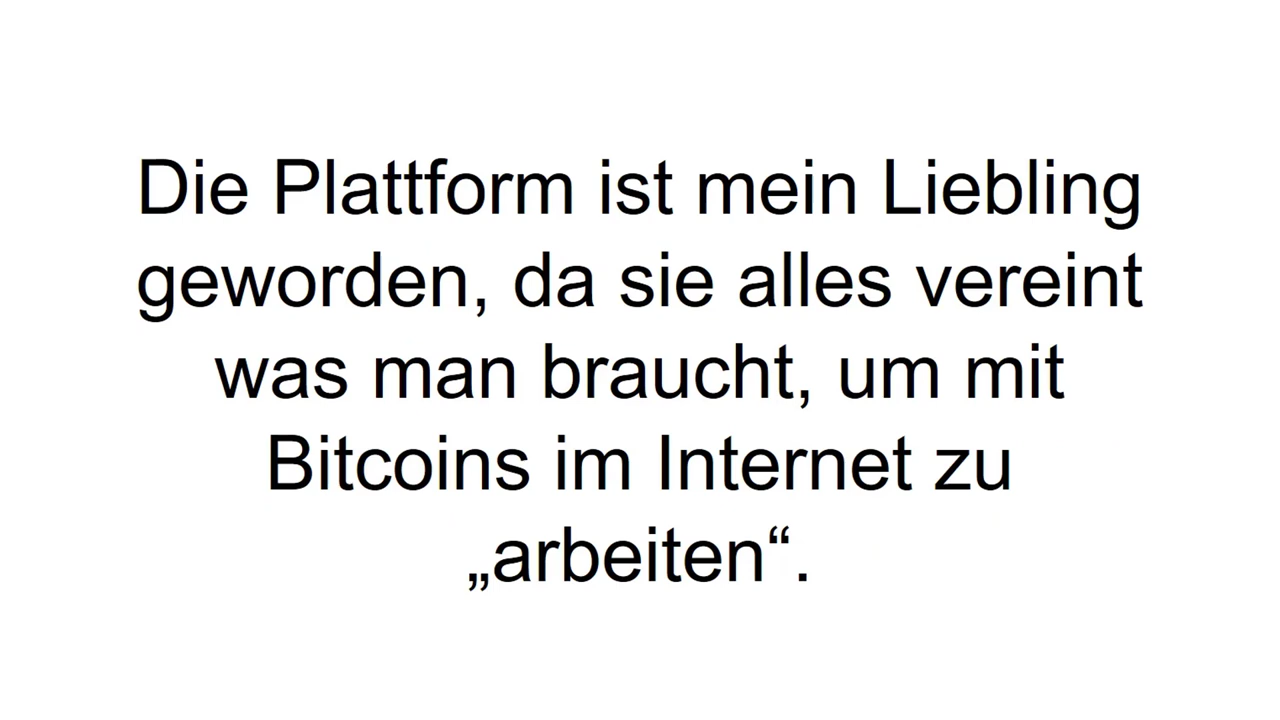 Die Plattform ist mein Liebling
geworden, da sie alles vereint
was man braucht, um mit
Bitcoins im Internet zu
„arbeiten“.